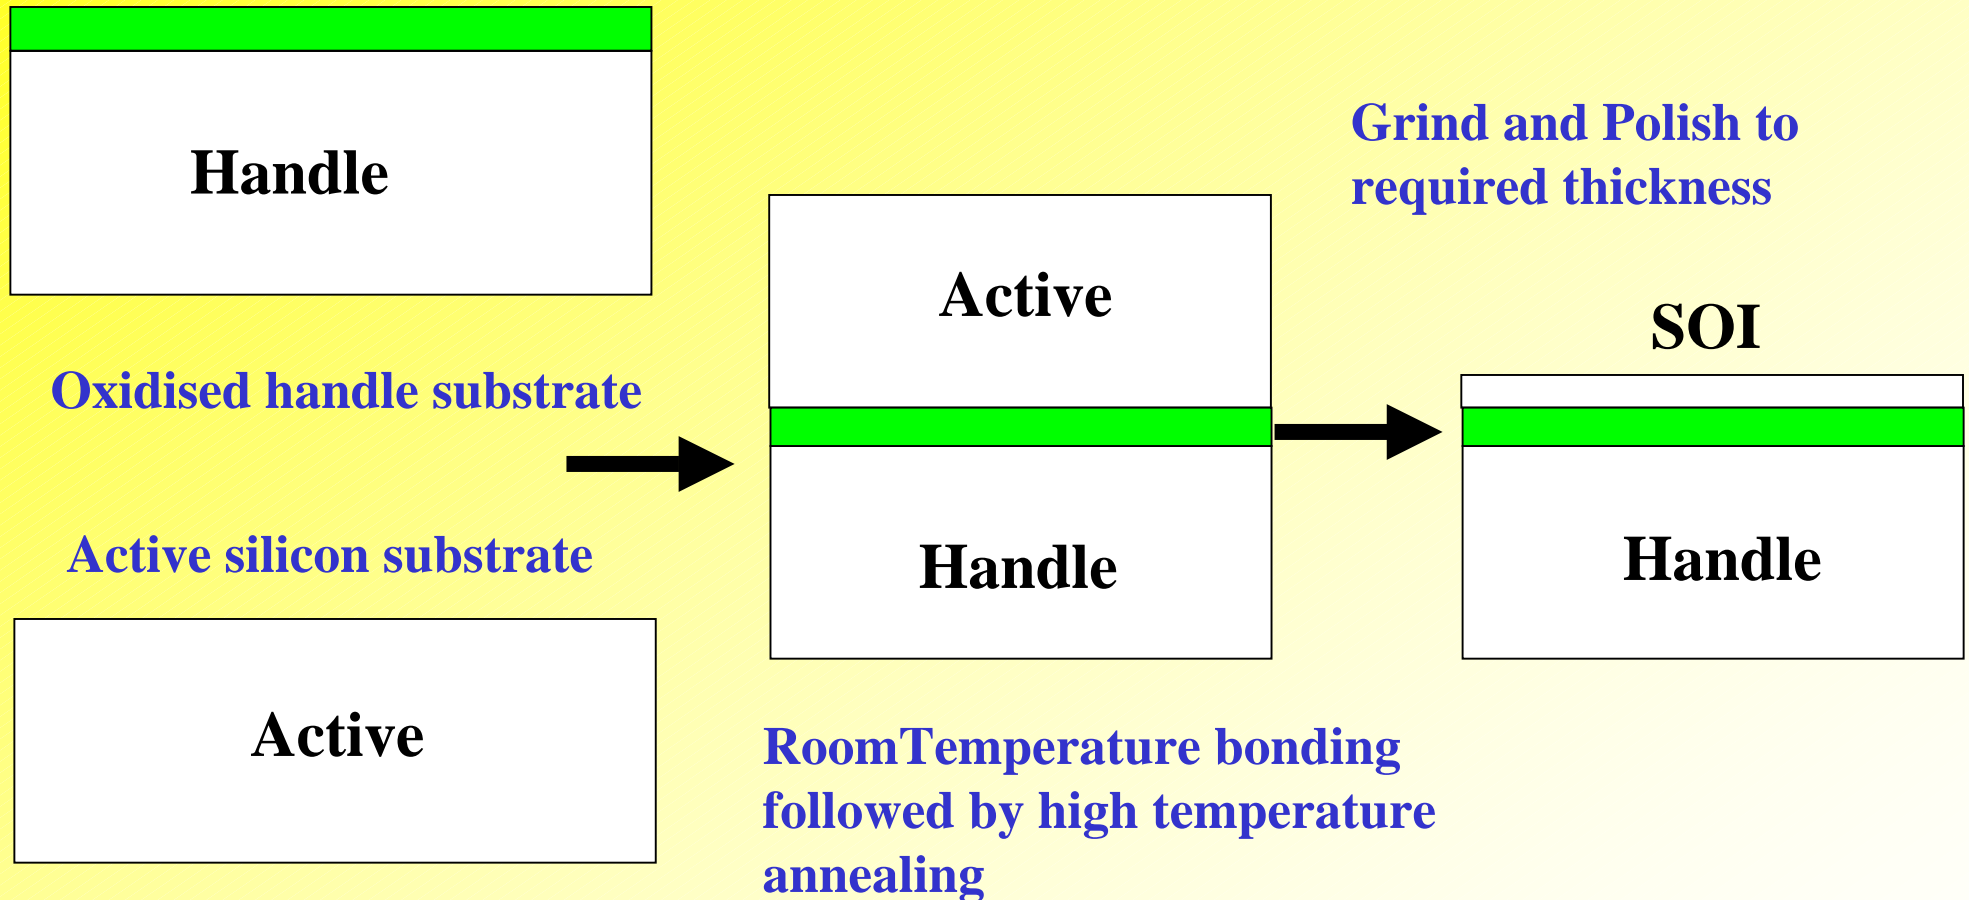 Handle
Oxidised handle substrate
Active silicon substrate
Active
Active
Handle
RoomTemperature bonding
followed by high temperature
annealing
Grind and Polish to
required thickness
SOI
Handle